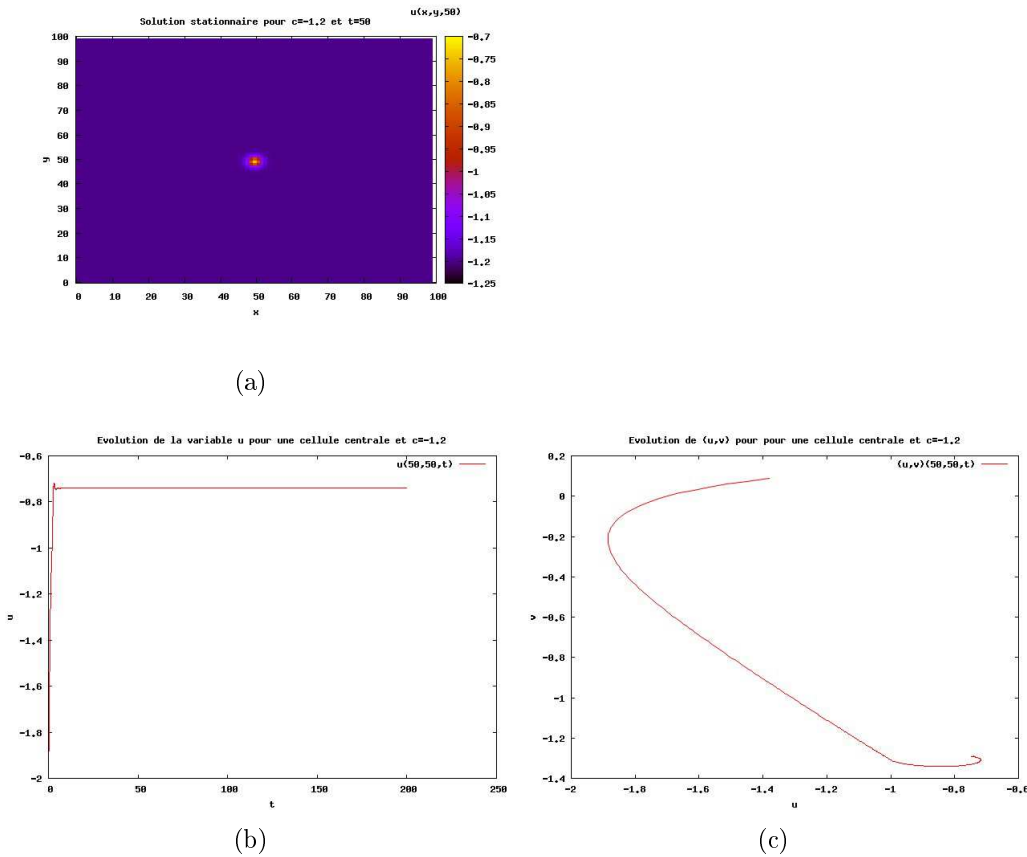 u(x,y,50)
Solution stationnaire pour c=-1.2 et t=50
100
90
80
70
60
50
40
30
20
10
0
y
0 10 20 30 40 50 60 70 80 90 100
x
-0.7
-0.75
-0.8
-0.85
-0.9
-0.95
-1
-1.05
-1.1
-1.15
-1.2
-1.25
(a)
Evolution de la variable u pour une cellule centrale et c=-1.2
u(50,50,t)
-0.6
-0.8
-1
-1.2
-1.4
-1.6
-1.8
-2
u
0 50 100 150 200 250
t
(b)
Evolution de (u,v) pour pour une cellule centrale et c=-1.2
(u,v)(50,50,t)
0.2
0
-0.2
-0.4
-0.6
-0.8
-1
-1.2
-1.4
v
-2 -1.8 -1.6 -1.4 -1.2 -1 -0.8 -0.6
u
(c)